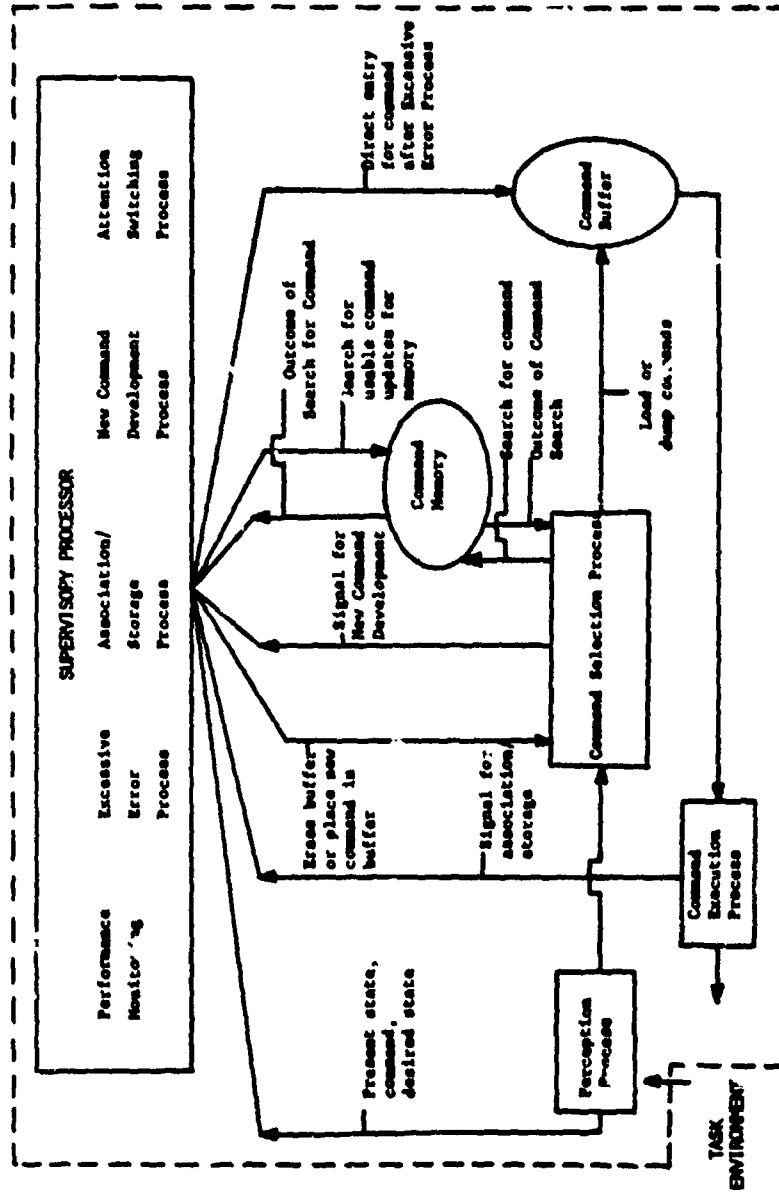 SUPERVISORY PROCESSOR
Performance
Monitoring
Excessive
Error
Process
Association/
Storage
Process
New Command
Development
Process
Attention
Switching
Process
Present state,
command,
desired state
Erase buffer
or place new
command in
buffer
Signal for
association/
storage
Signal for
New Command
Development
Outcome of
Search for Command
Search for
usable command
updates for
memory
Direct entry
for command
after Excessive
Error Process
Command
Memory
Search for command
Outcome of Command
Search
Command
Buffer
Perception
Process
Command Selection Process
Load or
dump commands
Command
Execution
Process
TASK
ENVIRONMENT